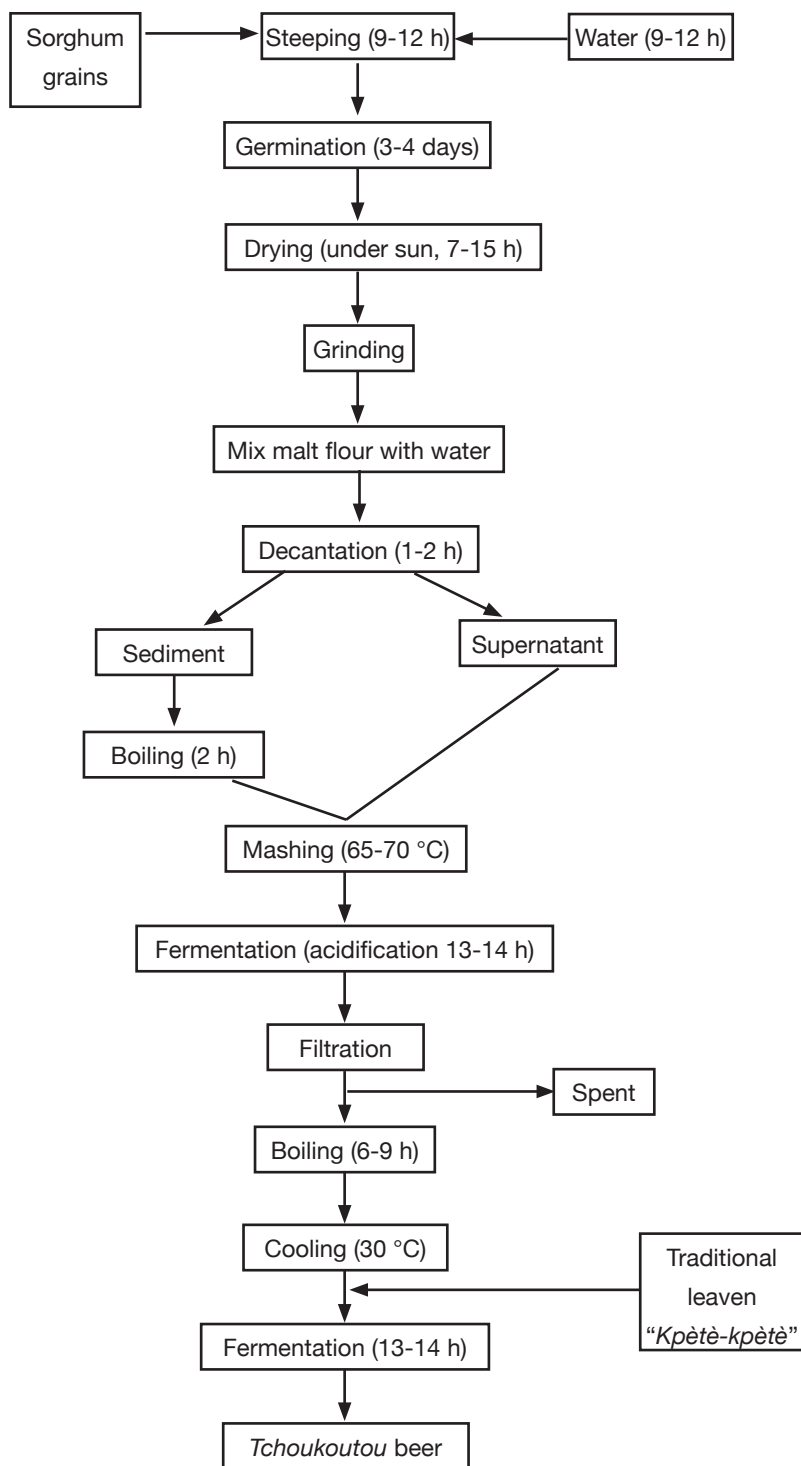 Sorghum
grains
Steeping (9-12 h)
Water (9-12 h)
Germination (3-4 days)
Drying (under sun, 7-15 h)
Grinding
Mix malt flour with water
Decantation (1-2 h)
Sediment
Supernatant
Boiling (2 h)
Mashing (65-70 °C)
Fermentation (acidification 13-14 h)
Filtration
Spent
Boiling (6-9 h)
Cooling (30 °C)
Traditional
leaven
“Kpètè-kpètè”
Fermentation (13-14 h)
Tchoukoutou beer